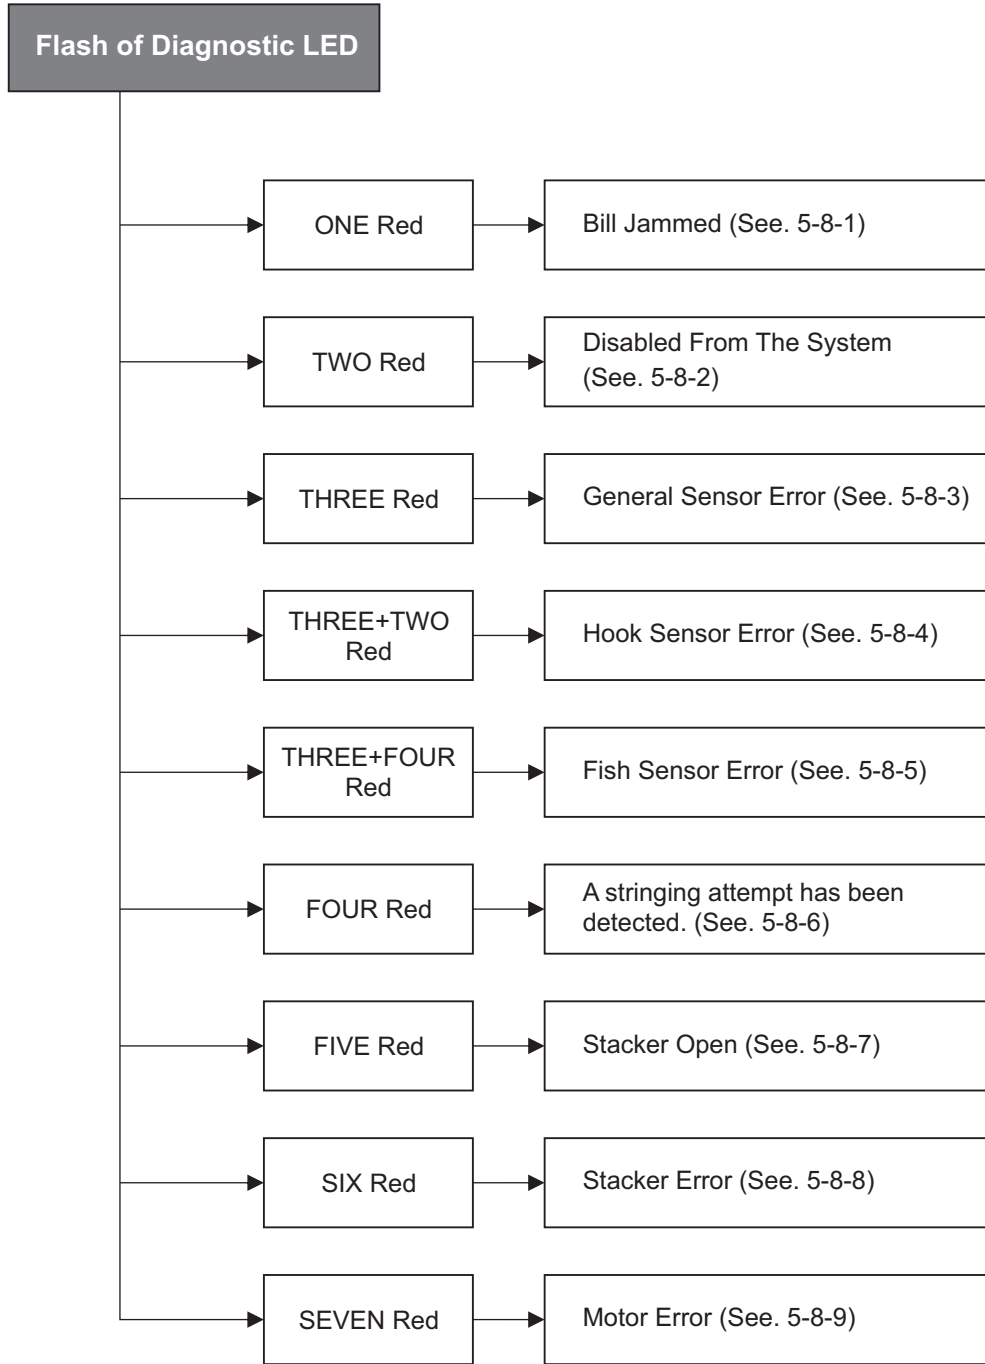 Flash of Diagnostic LED
ONE Red
Bill Jammed (See. 5-8-1)
TWO Red
Disabled From The System
(See. 5-8-2)
THREE Red
General Sensor Error (See. 5-8-3)
THREE+TWO
Red
Hook Sensor Error (See. 5-8-4)
THREE+FOUR
Red
Fish Sensor Error (See. 5-8-5)
FOUR Red
A stringing attempt has been
detected. (See. 5-8-6)
FIVE Red
Stacker Open (See. 5-8-7)
SIX Red
Stacker Error (See. 5-8-8)
SEVEN Red
Motor Error (See. 5-8-9)